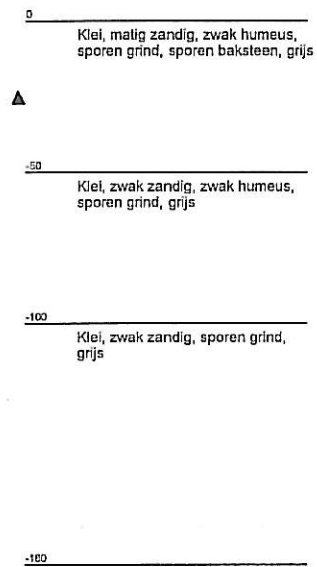 0
Klei, matig zandig, zwak humeus,
sporen grind, sporen baksteen, grijs
-50
Klei, zwak zandig, zwak humeus,
sporen grind, grijs
-100
Klei, zwak zandig, sporen grind,
grijs
-180